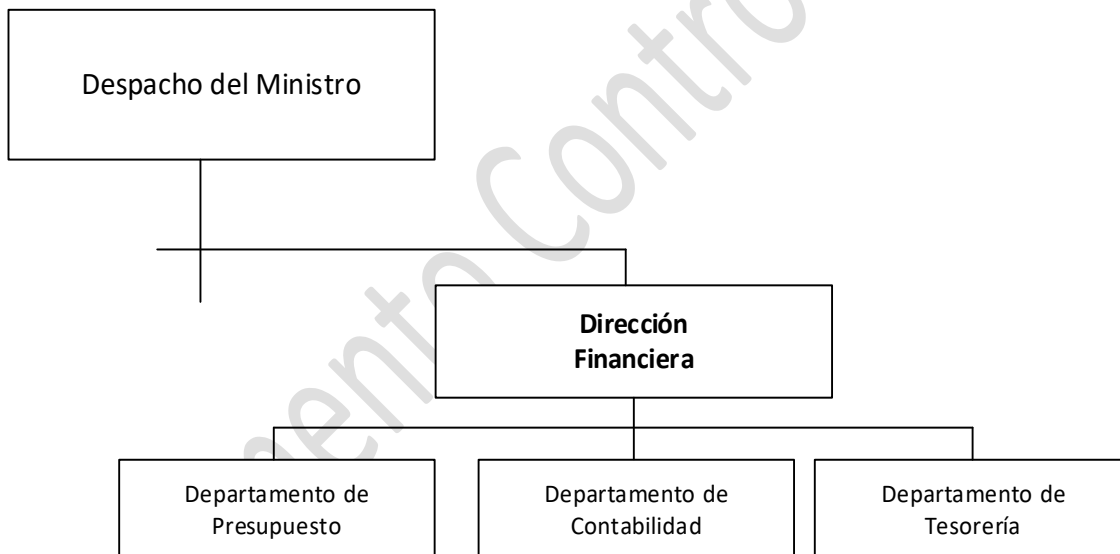 Despacho del Ministro
Dirección
Financiera
Departamento de
Presupuesto
Departamento de
Contabilidad
Departamento de
Tesorería